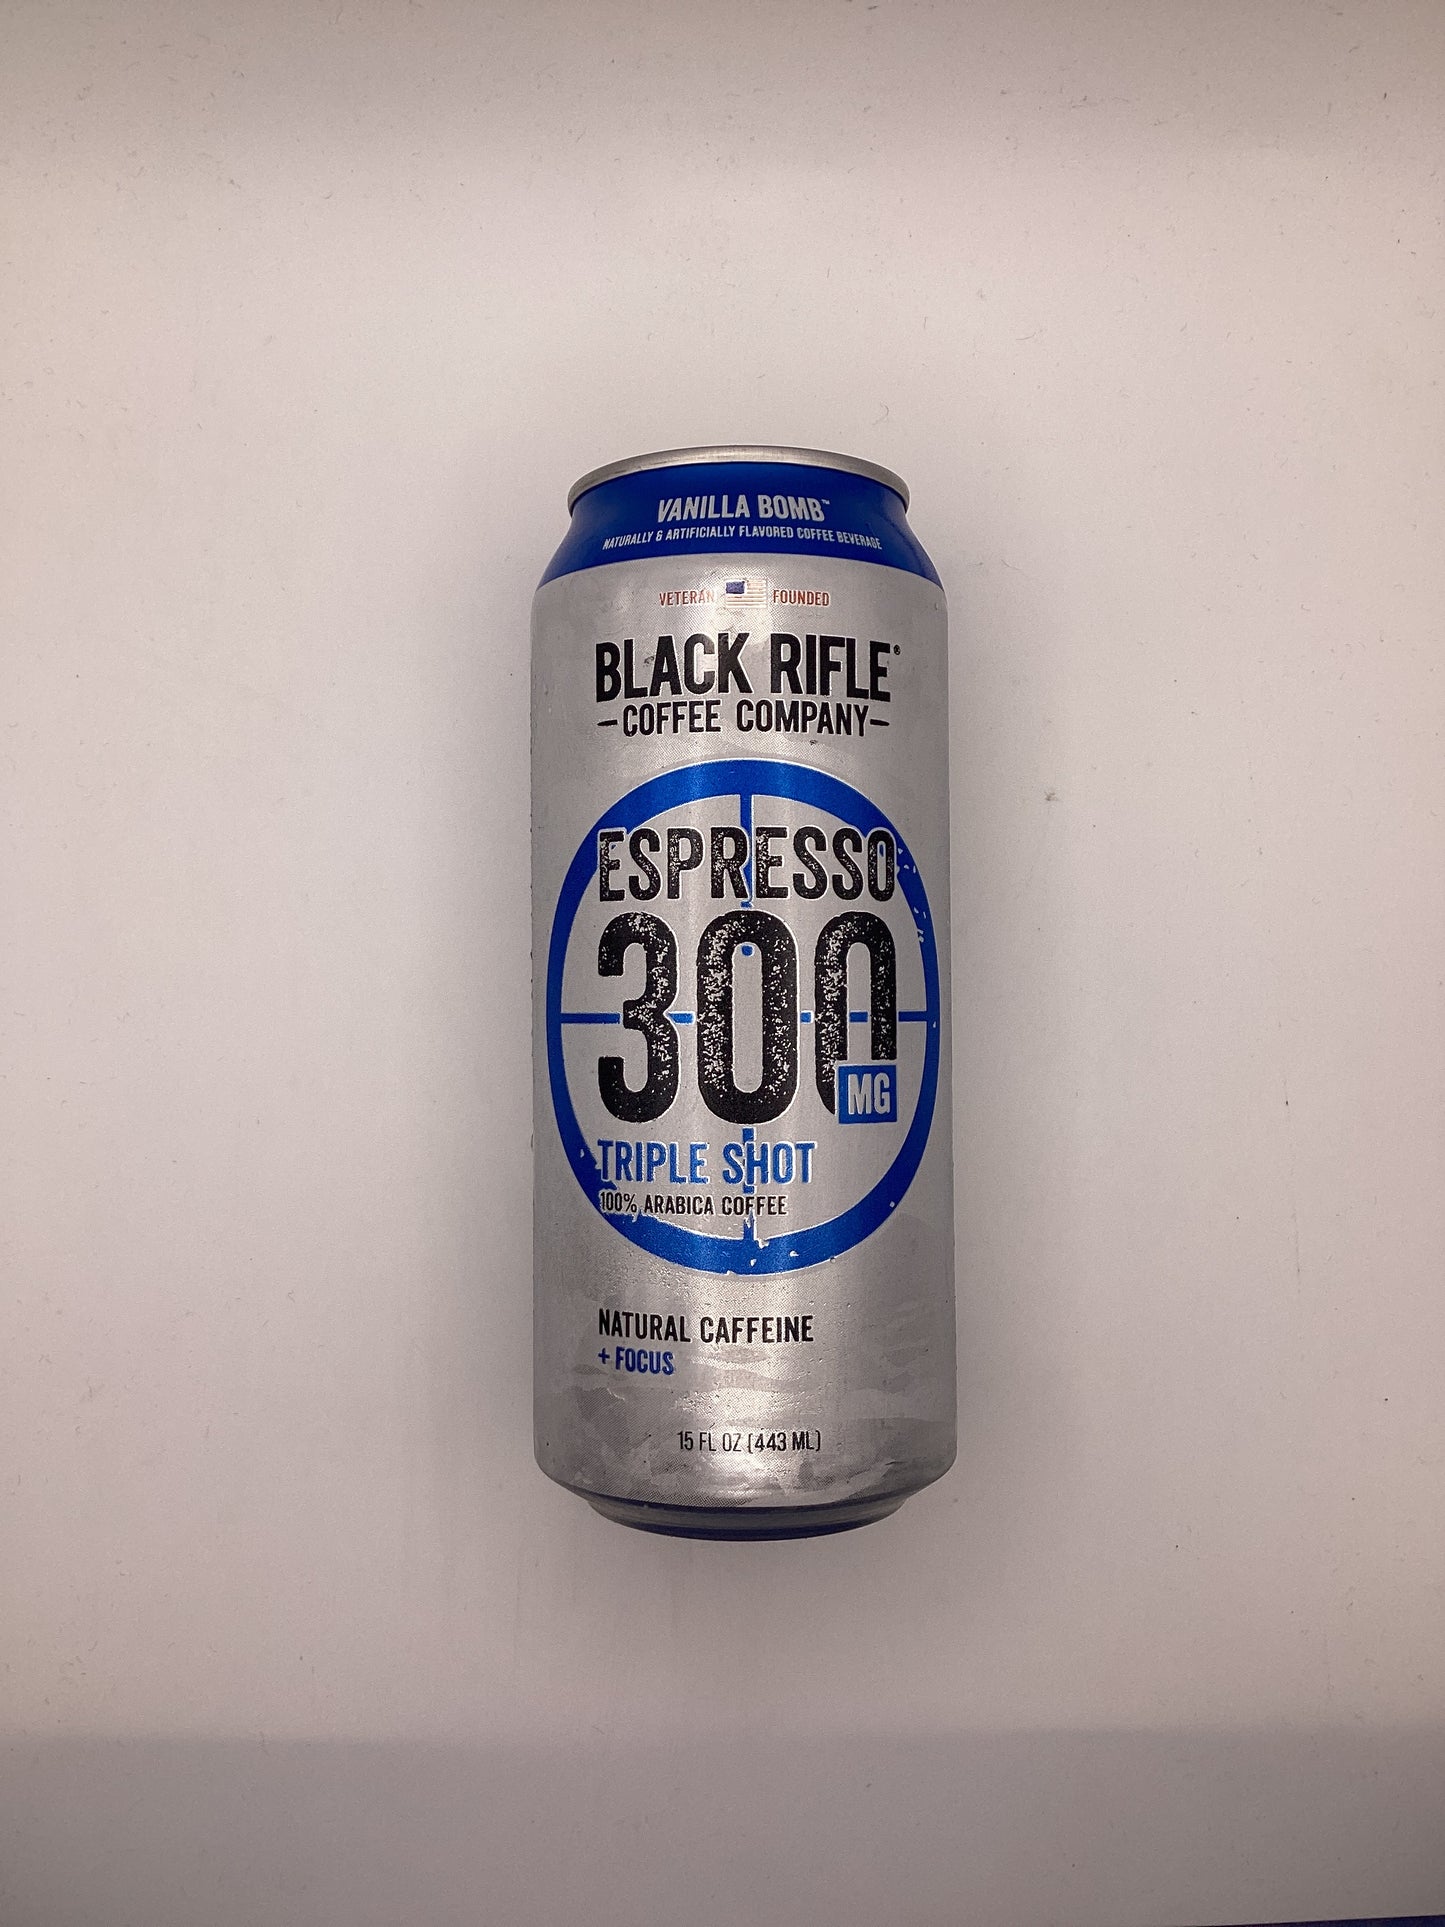 VANILLA BOMB™
NATURALLY & ARTIFICIALLY FLAVORED COFFEE BEVERAGE
VETERAN FOUNDED
BLACK RIFLE®
-COFFEE COMPANY-
ESPRESSO
300
MG
TRIPLE SHOT
100% ARABICA COFFEE
NATURAL CAFFEINE
+ FOCUS
15 FL OZ (443 ML)